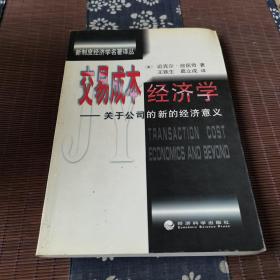 新制度经济学名著译丛
[美] 迈克尔·迪屈奇 著
王铁生 葛立成 译
交易成本经济学
——关于公司的新的经济意义
JY
TRANSACTION
COST
ECONOMICS
AND BEYOND
经济科学出版社